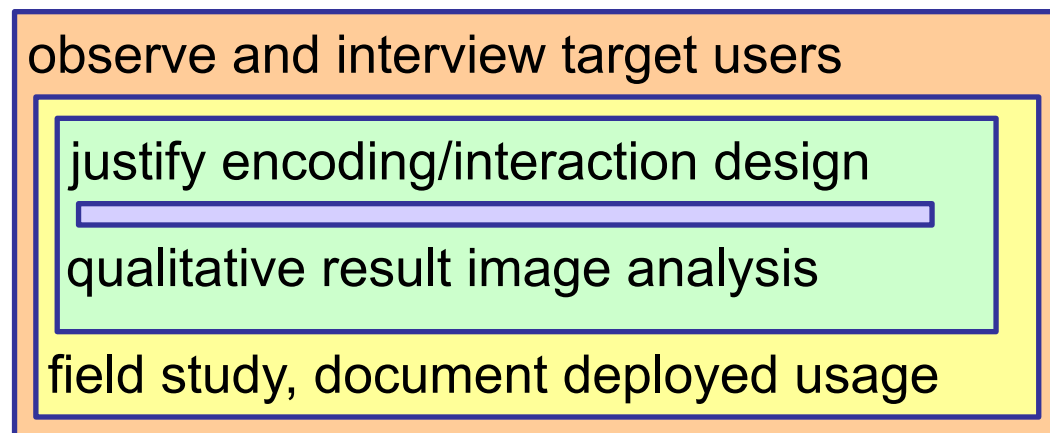 observe and interview target users
justify encoding/interaction design
qualitative result image analysis
field study, document deployed usage